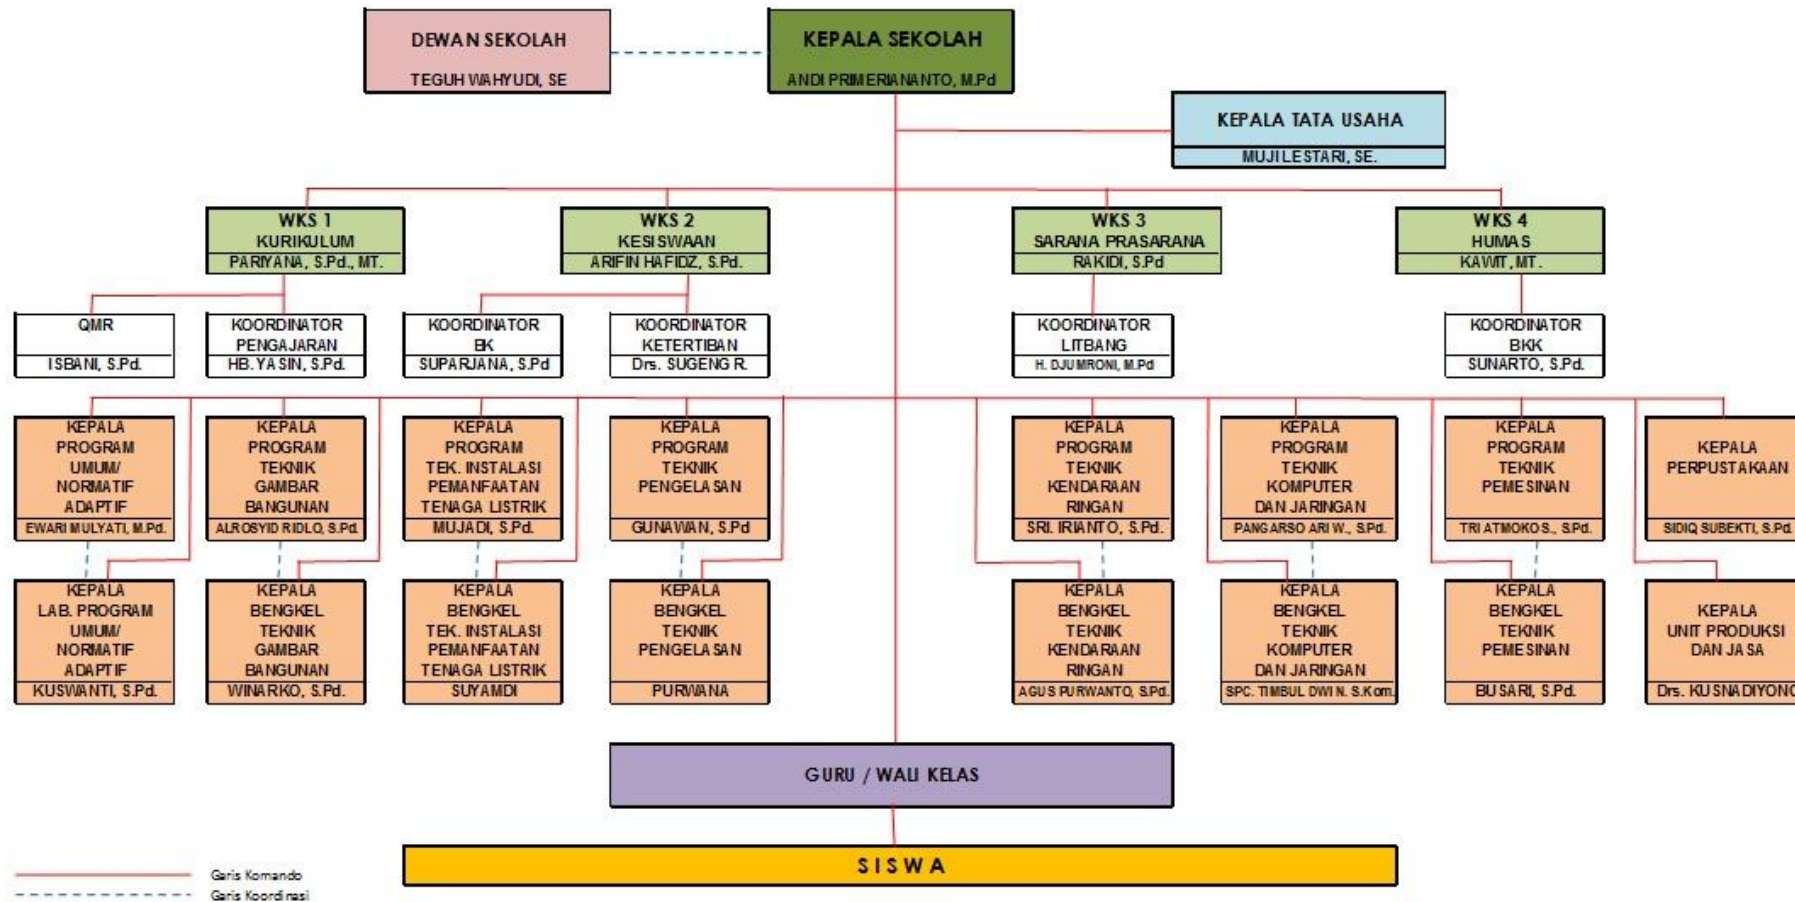 DEWAN SEKOLAH
TEGUH WAHYUDI, SE
KEPALA SEKOLAH
ANDI PRIMERIANANTO, M.Pd
KEPALA TATA USAHA
MUJI LESTARI, SE.
WKS 1
KURIKULUM
PARIYANA, S.Pd., MT.
WKS 2
KESISWAAN
ARIFIN HAFIDZ, S.Pd.
WKS 3
SARANA PRASARANA
RAKIDI, S.Pd
WKS 4
HUMAS
KAWIT, MT.
QMR
ISBANI, S.Pd.
KOORDINATOR
PENGAJARAN
HB. YASIN, S.Pd.
KOORDINATOR
BK
SUPARJANA, S.Pd
KOORDINATOR
KETERTIBAN
Drs. SUGENG R.
KOORDINATOR
LITBANG
H. DJUMRONI, M.Pd
KOORDINATOR
BKK
SUNARTO, S.Pd.
KEPALA
PROGRAM
UMUM/
NORMATIF
ADAPTIF
EWARI MULYATI, M.Pd.
KEPALA
PROGRAM
TEKNIK
GAMBAR
BANGUNAN
ALROSYID RIDLO, S.Pd.
KEPALA
PROGRAM
TEK. INSTALASI
PEMANFAATAN
TENAGA LISTRIK
MUJADI, S.Pd.
KEPALA
PROGRAM
TEKNIK
PENGELASAN
GUNAWAN, S.Pd
KEPALA
PROGRAM
TEKNIK
KENDARAAN
RINGAN
SRI. IRIANTO, S.Pd.
KEPALA
PROGRAM
TEKNIK
KOMPUTER
DAN JARINGAN
PANGARSO ARI W., S.Pd.
KEPALA
PROGRAM
TEKNIK
PEMESINAN
TRI ATMOKO S., S.Pd.
KEPALA
PERPUSTAKAAN
SIDIQ SUBEKTI, S.Pd.
KEPALA
LAB. PROGRAM
UMUM/
NORMATIF
ADAPTIF
KUSWANTI, S.Pd.
KEPALA
BENGKEL
TEKNIK
GAMBAR
BANGUNAN
WINARKO, S.Pd.
KEPALA
BENGKEL
TEK. INSTALASI
PEMANFAATAN
TENAGA LISTRIK
SUYAMDI
KEPALA
BENGKEL
TEKNIK
PENGELASAN
PURWANA
KEPALA
BENGKEL
TEKNIK
KENDARAAN
RINGAN
AGUS PURWANTO, S.Pd.
KEPALA
BENGKEL
TEKNIK
KOMPUTER
DAN JARINGAN
SPC. TIMBUL DWI N. S.Kom.
KEPALA
BENGKEL
TEKNIK
PEMESINAN
BUSARI, S.Pd.
KEPALA
UNIT PRODUKSI
DAN JASA
Drs. KUSNADIYONO
GURU / WALI KELAS
SISWA
Garis Komando
Garis Koordinasi